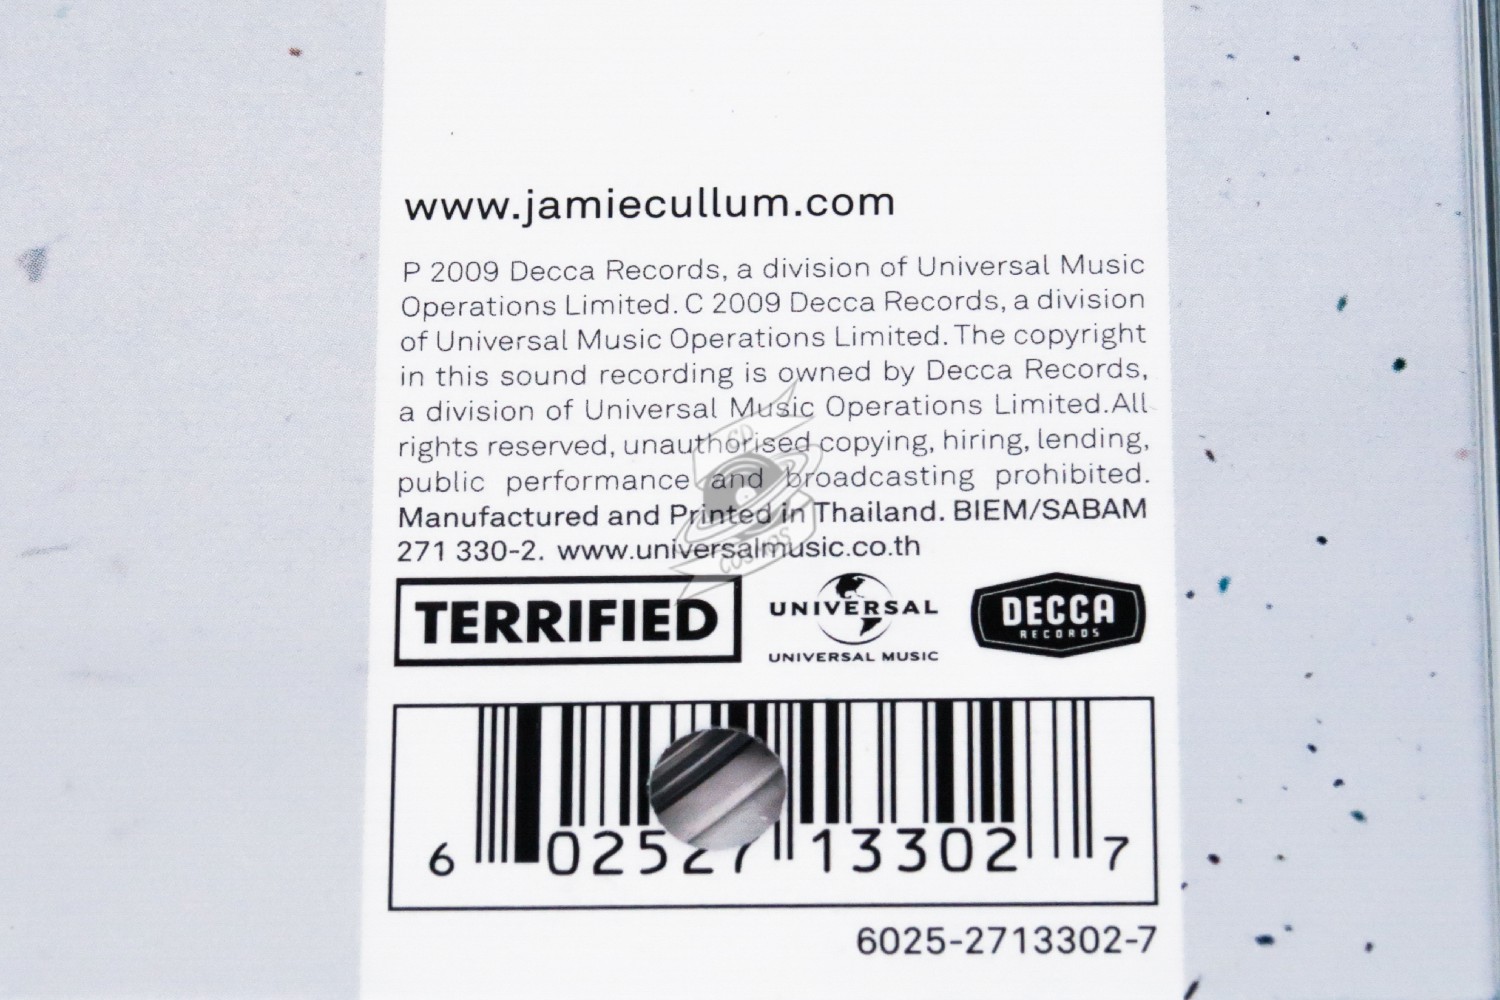 www.jamiecullum.com
P 2009 Decca Records, a division of Universal Music
Operations Limited. C 2009 Decca Records, a division
of Universal Music Operations Limited. The copyright
in this sound recording is owned by Decca Records,
a division of Universal Music Operations Limited.All
rights reserved, unauthorised copying, hiring, lending,
public performance and broadcasting prohibited.
Manufactured and Printed in Thailand. BIEM/SABAM
271 330-2. www.universalmusic.co.th
TERRIFIED
UNIVERSAL
UNIVERSAL MUSIC
DECCA
RECORDS
6 02527 13302 7
6025-2713302-7